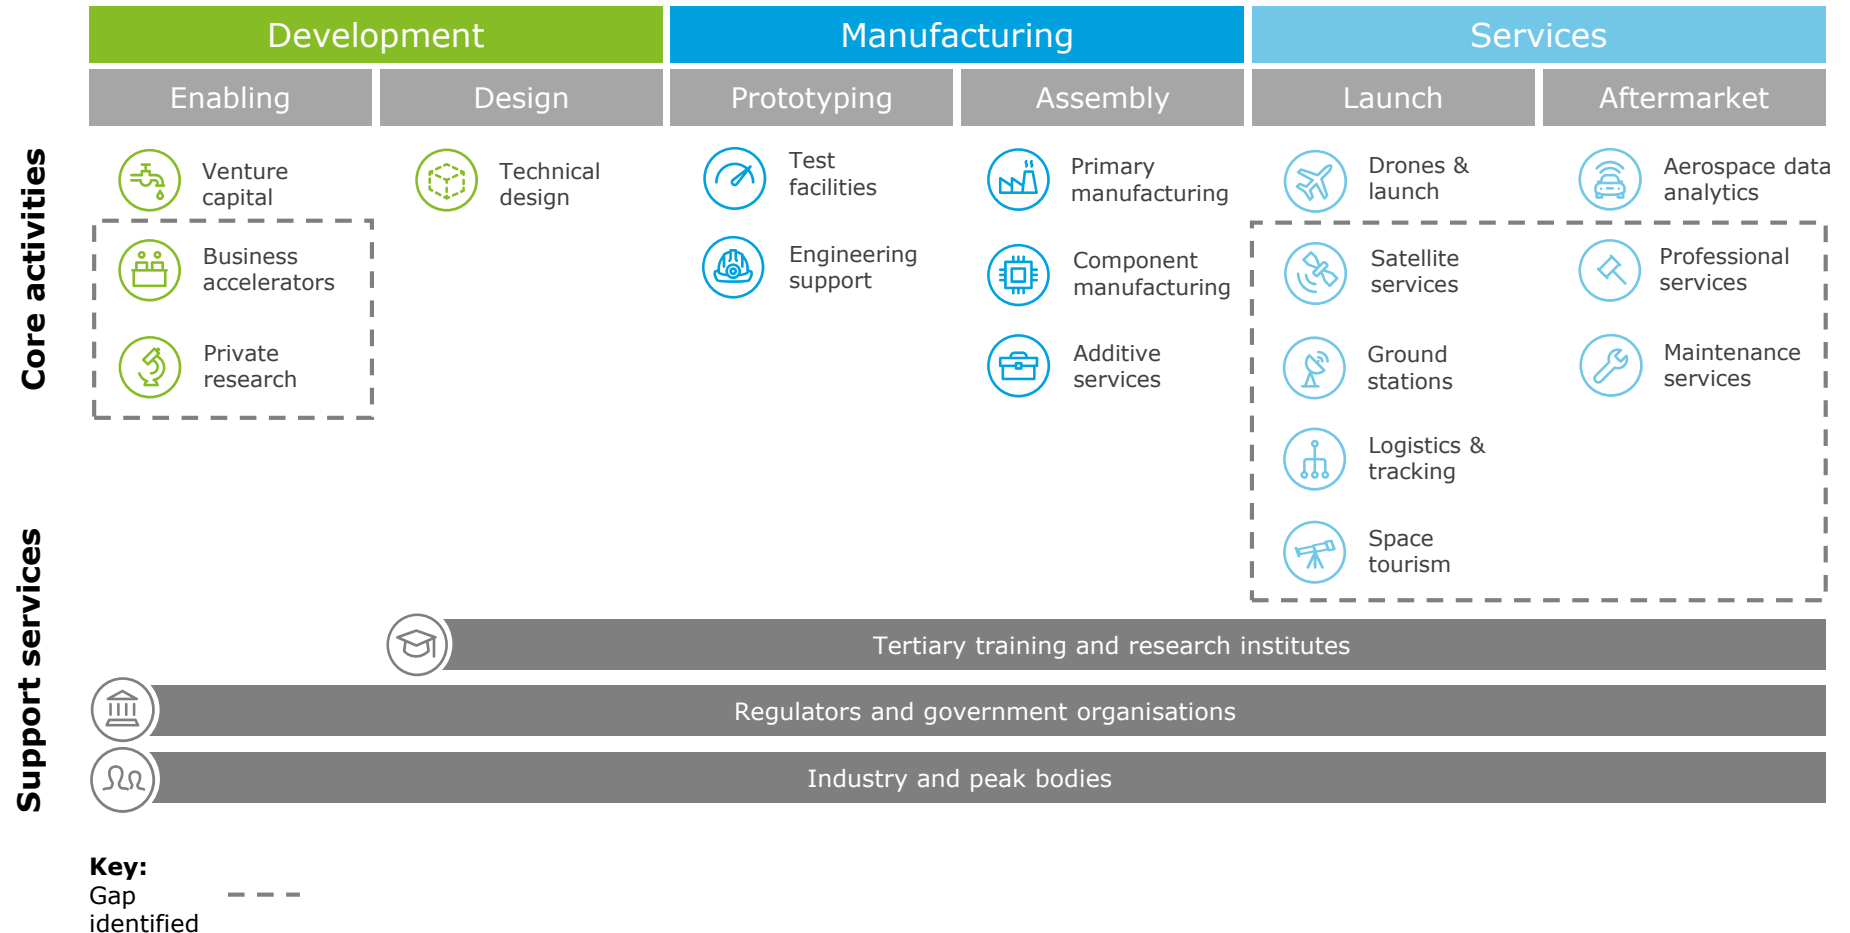 Development
Manufacturing
Services
Enabling
Design
Prototyping
Assembly
Launch
Aftermarket
Core activities
Venture
capital
Business
accelerators
Private
research
Technical
design
Test
facilities
Engineering
support
Primary
manufacturing
Component
manufacturing
Additive
services
Drones &
launch
Satellite
services
Ground
stations
Logistics &
tracking
Space
tourism
Aerospace data
analytics
Professional
services
Maintenance
services
Support services
Tertiary training and research institutes
Regulators and government organisations
Industry and peak bodies
Key:
Gap
identified